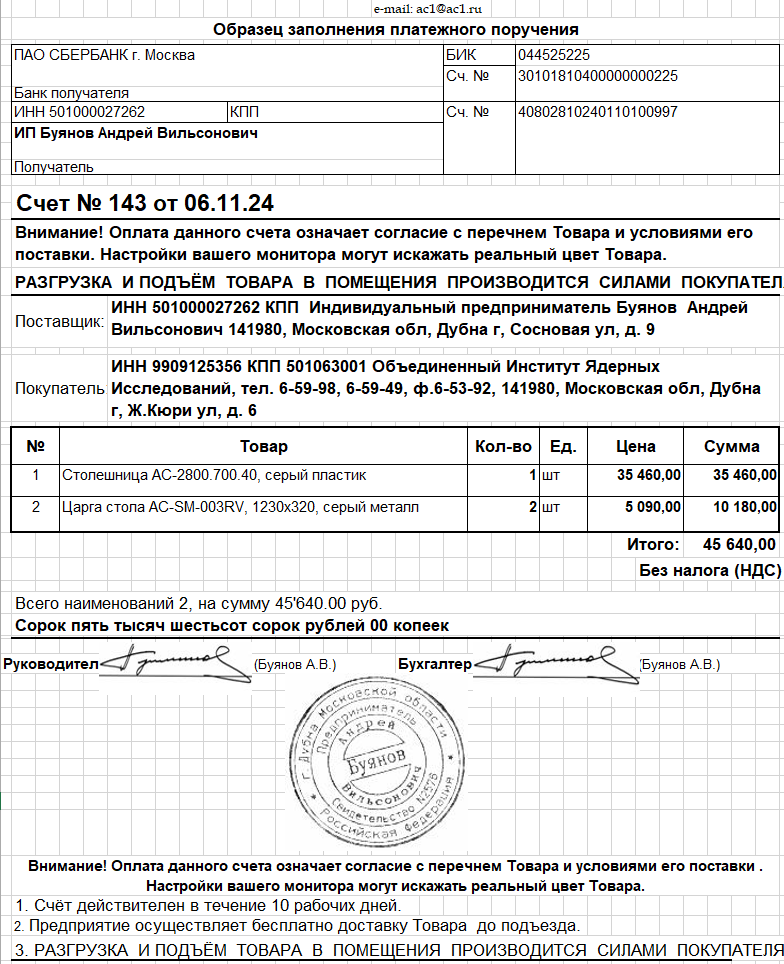 e-mail: ac1@ac1.ru
Образец заполнения платежного поручения
ПАО СБЕРБАНК г. Москва
БИК
044525225
Сч. №
30101810400000000225
Банк получателя
ИНН 501000027262
КПП
Сч. №
40802810240110100997
ИП Буянов Андрей Вильсонович
Получатель
Счет № 143 от 06.11.24
Внимание! Оплата данного счета означает согласие с перечнем Товара и условиями его
поставки. Настройки вашего монитора могут искажать реальный цвет Товара.
РАЗГРУЗКА И ПОДЪЁМ ТОВАРА В ПОМЕЩЕНИЯ ПРОИЗВОДИТСЯ СИЛАМИ ПОКУПАТЕЛ
Поставщик:
ИНН 501000027262 КПП Индивидуальный предприниматель Буянов Андрей
Вильсонович 141980, Московская обл, Дубна г, Сосновая ул, д. 9
Покупатель
ИНН 9909125356 КПП 501063001 Объединенный Институт Ядерных
Исследований, тел. 6-59-98, 6-59-49, ф.6-53-92, 141980, Московская обл, Дубна
г, Ж.Кюри ул, д. 6
№ Товар Кол-во Ед. Цена Сумма
1 Столешница АС-2800.700.40, серый пластик 1 шт 35 460,00 35 460,00
2 Царга стола AC-SM-003RV, 1230х320, серый металл 2 шт 5 090,00 10 180,00
Итого: 45 640,00
Без налога (НДС)
Всего наименований 2, на сумму 45'640.00 руб.
Сорок пять тысяч шестьсот сорок рублей 00 копеек
Руководител (Буянов А.В.) Бухгалтер (Буянов А.В.)
г. Дубна Московской области
Предприниматель
Андрей
Буянов
Вильсонович
Свидетельство N2576
* Российская Федерация *
Внимание! Оплата данного счета означает согласие с перечнем Товара и условиями его поставки .
Настройки вашего монитора могут искажать реальный цвет Товара.
1. Счёт действителен в течение 10 рабочих дней.
2. Предприятие осуществляет бесплатно доставку Товара до подъезда.
3. РАЗГРУЗКА И ПОДЪЁМ ТОВАРА В ПОМЕЩЕНИЯ ПРОИЗВОДИТСЯ СИЛАМИ ПОКУПАТЕЛЯ